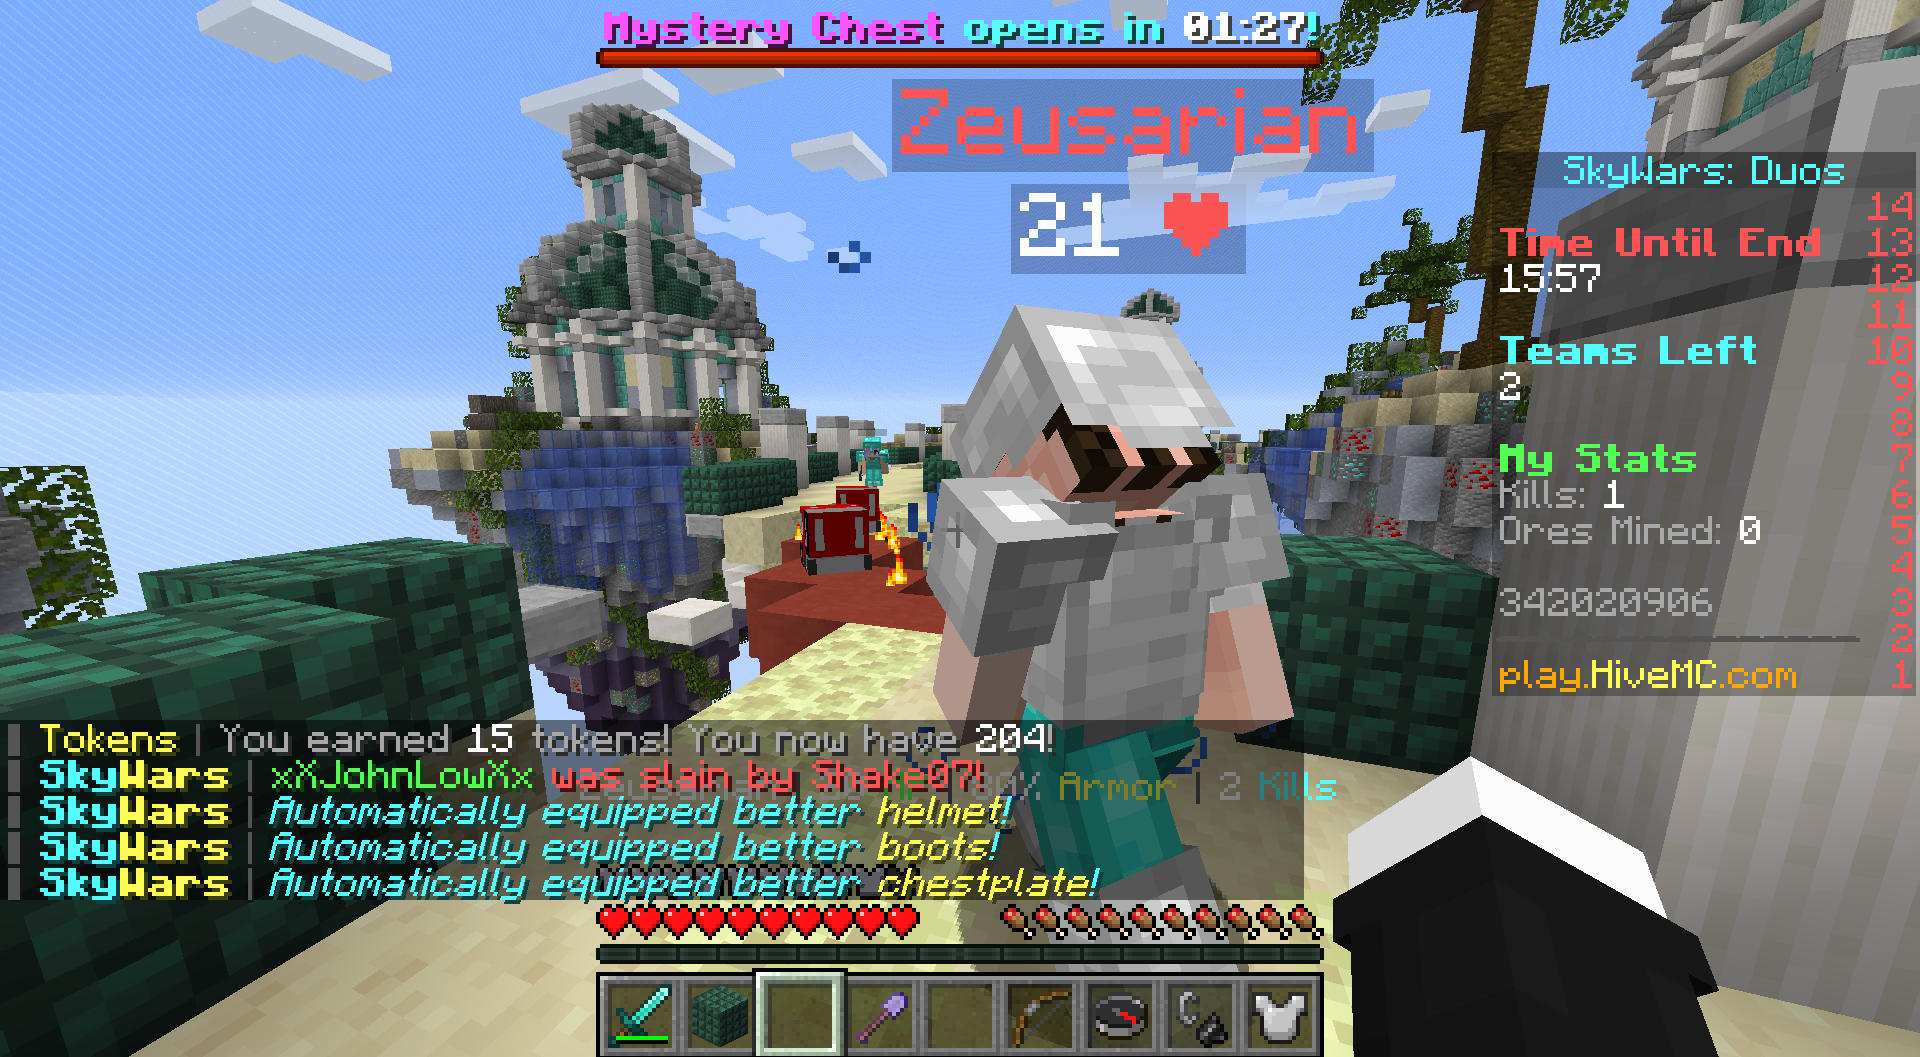 Mystery Chest opens in 01:27!
Zeusarian
21
SkyWars: Duos
14
Time Until End 13
15:57 12
11
Teams Left 10
2 9
8
My Stats 7
Kills: 1 6
Ores Mined: 0 5
4
342020906 3
2
play.HiveMC.com 1
Tokens | You earned 15 tokens! You now have 204!
SkyWars | xXJohnLowXx was slain by Shake07!
Armor | 2 Kills
SkyWars | Automatically equipped better helmet!
SkyWars | Automatically equipped better boots!
SkyWars | Automatically equipped better chestplate!